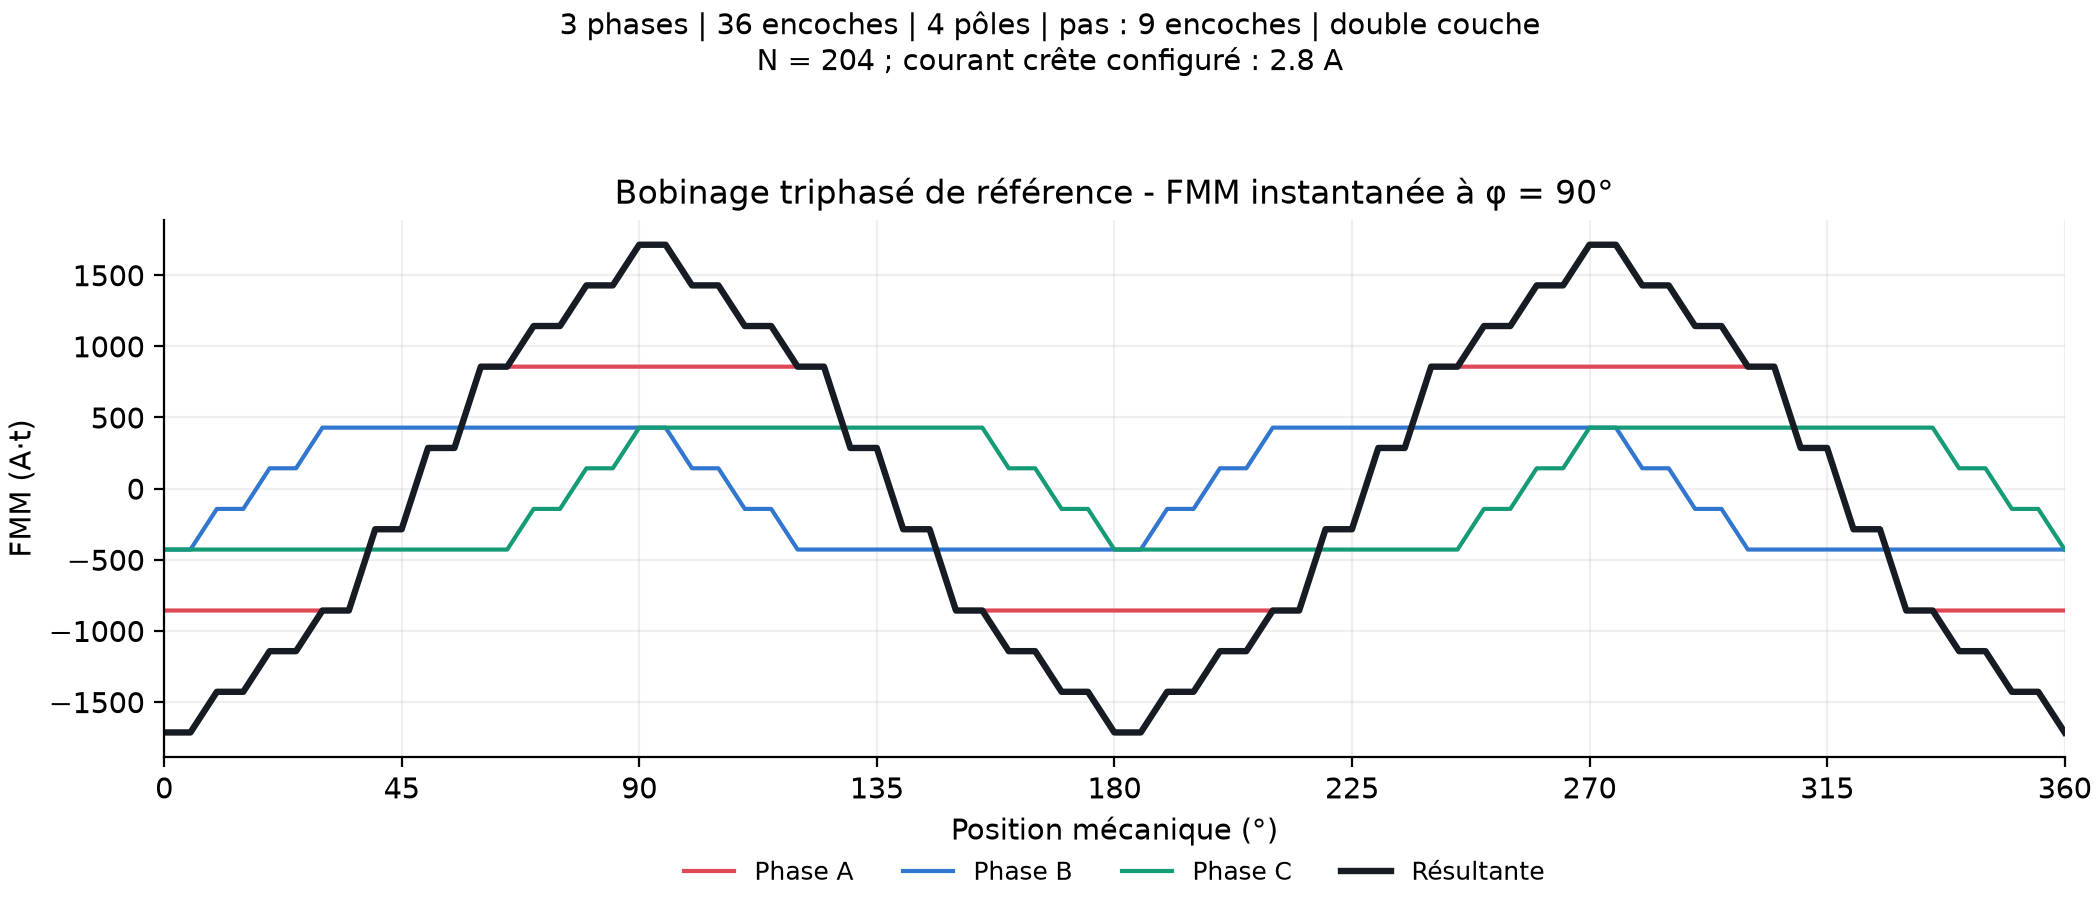 3 phases | 36 encoches | 4 pôles | pas : 9 encoches | double couche
N = 204 ; courant crête configuré : 2.8 A
Bobinage triphasé de référence - FMM instantanée à φ = 90°
FMM (A·t)
1500
1000
500
0
−500
−1000
−1500
0 45 90 135 180 225 270 315 360
Position mécanique (°)
Phase A Phase B Phase C Résultante